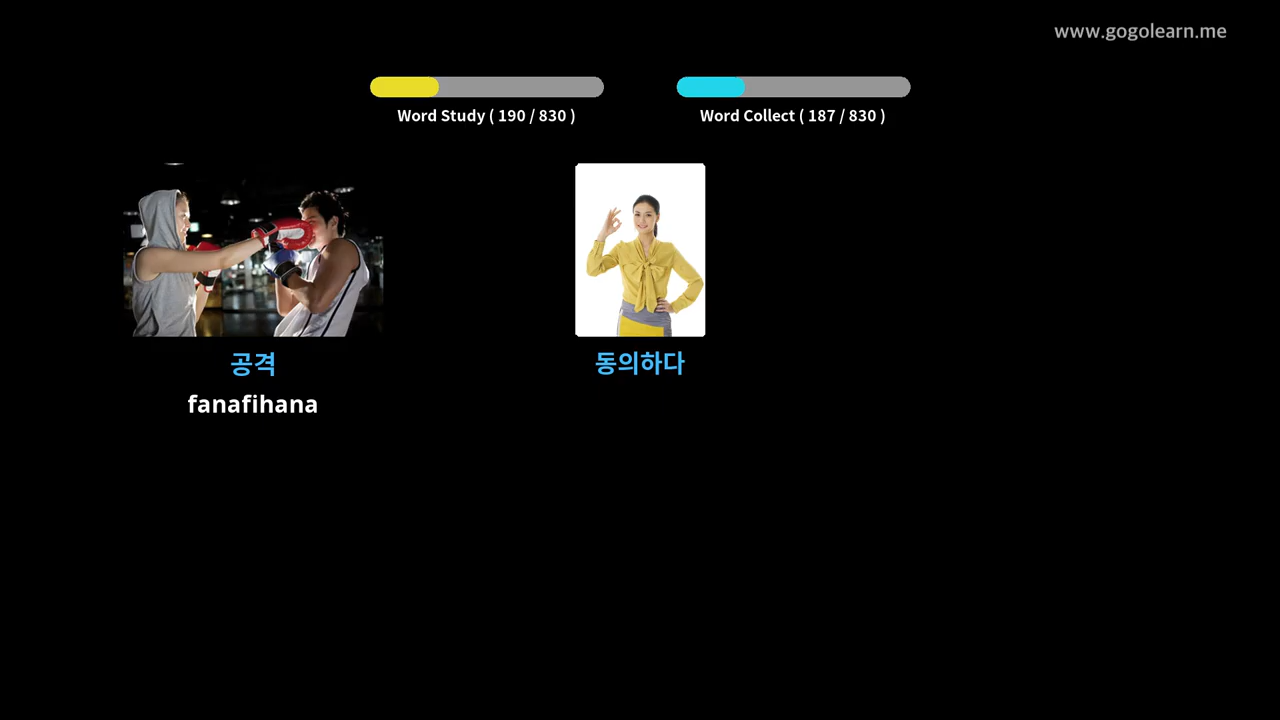 www.gogolearn.me
Word Study ( 190 / 830 )
Word Collect ( 187 / 830 )
공격
fanafihana
동의하다